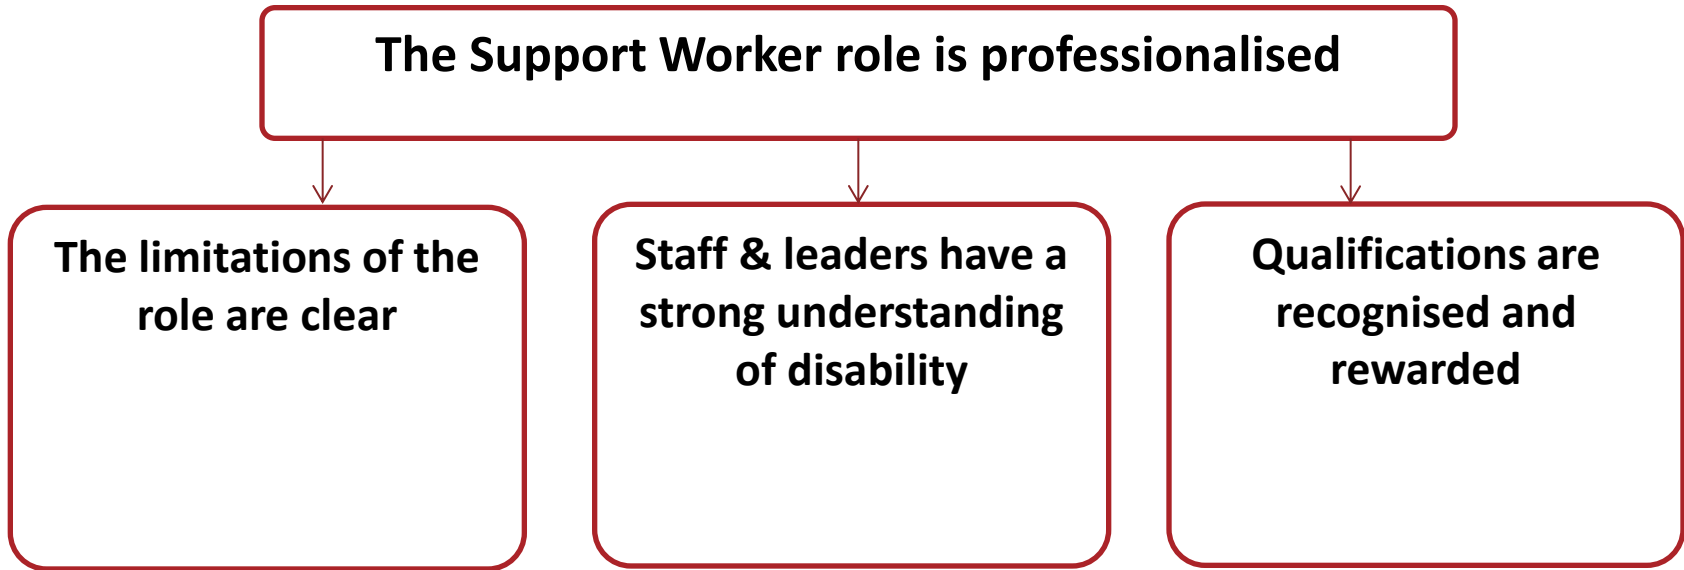 The Support Worker role is professionalised
The limitations of the
role are clear
Staff & leaders have a
strong understanding
of disability
Qualifications are
recognised and
rewarded